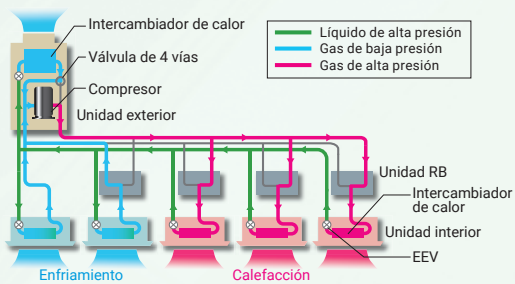 Intercambiador de calor
Válvula de 4 vías
Compresor
Unidad exterior
Líquido de alta presión
Gas de baja presión
Gas de alta presión
Unidad RB
Intercambiador
de calor
Unidad interior
EEV
Enfriamiento
Calefacción